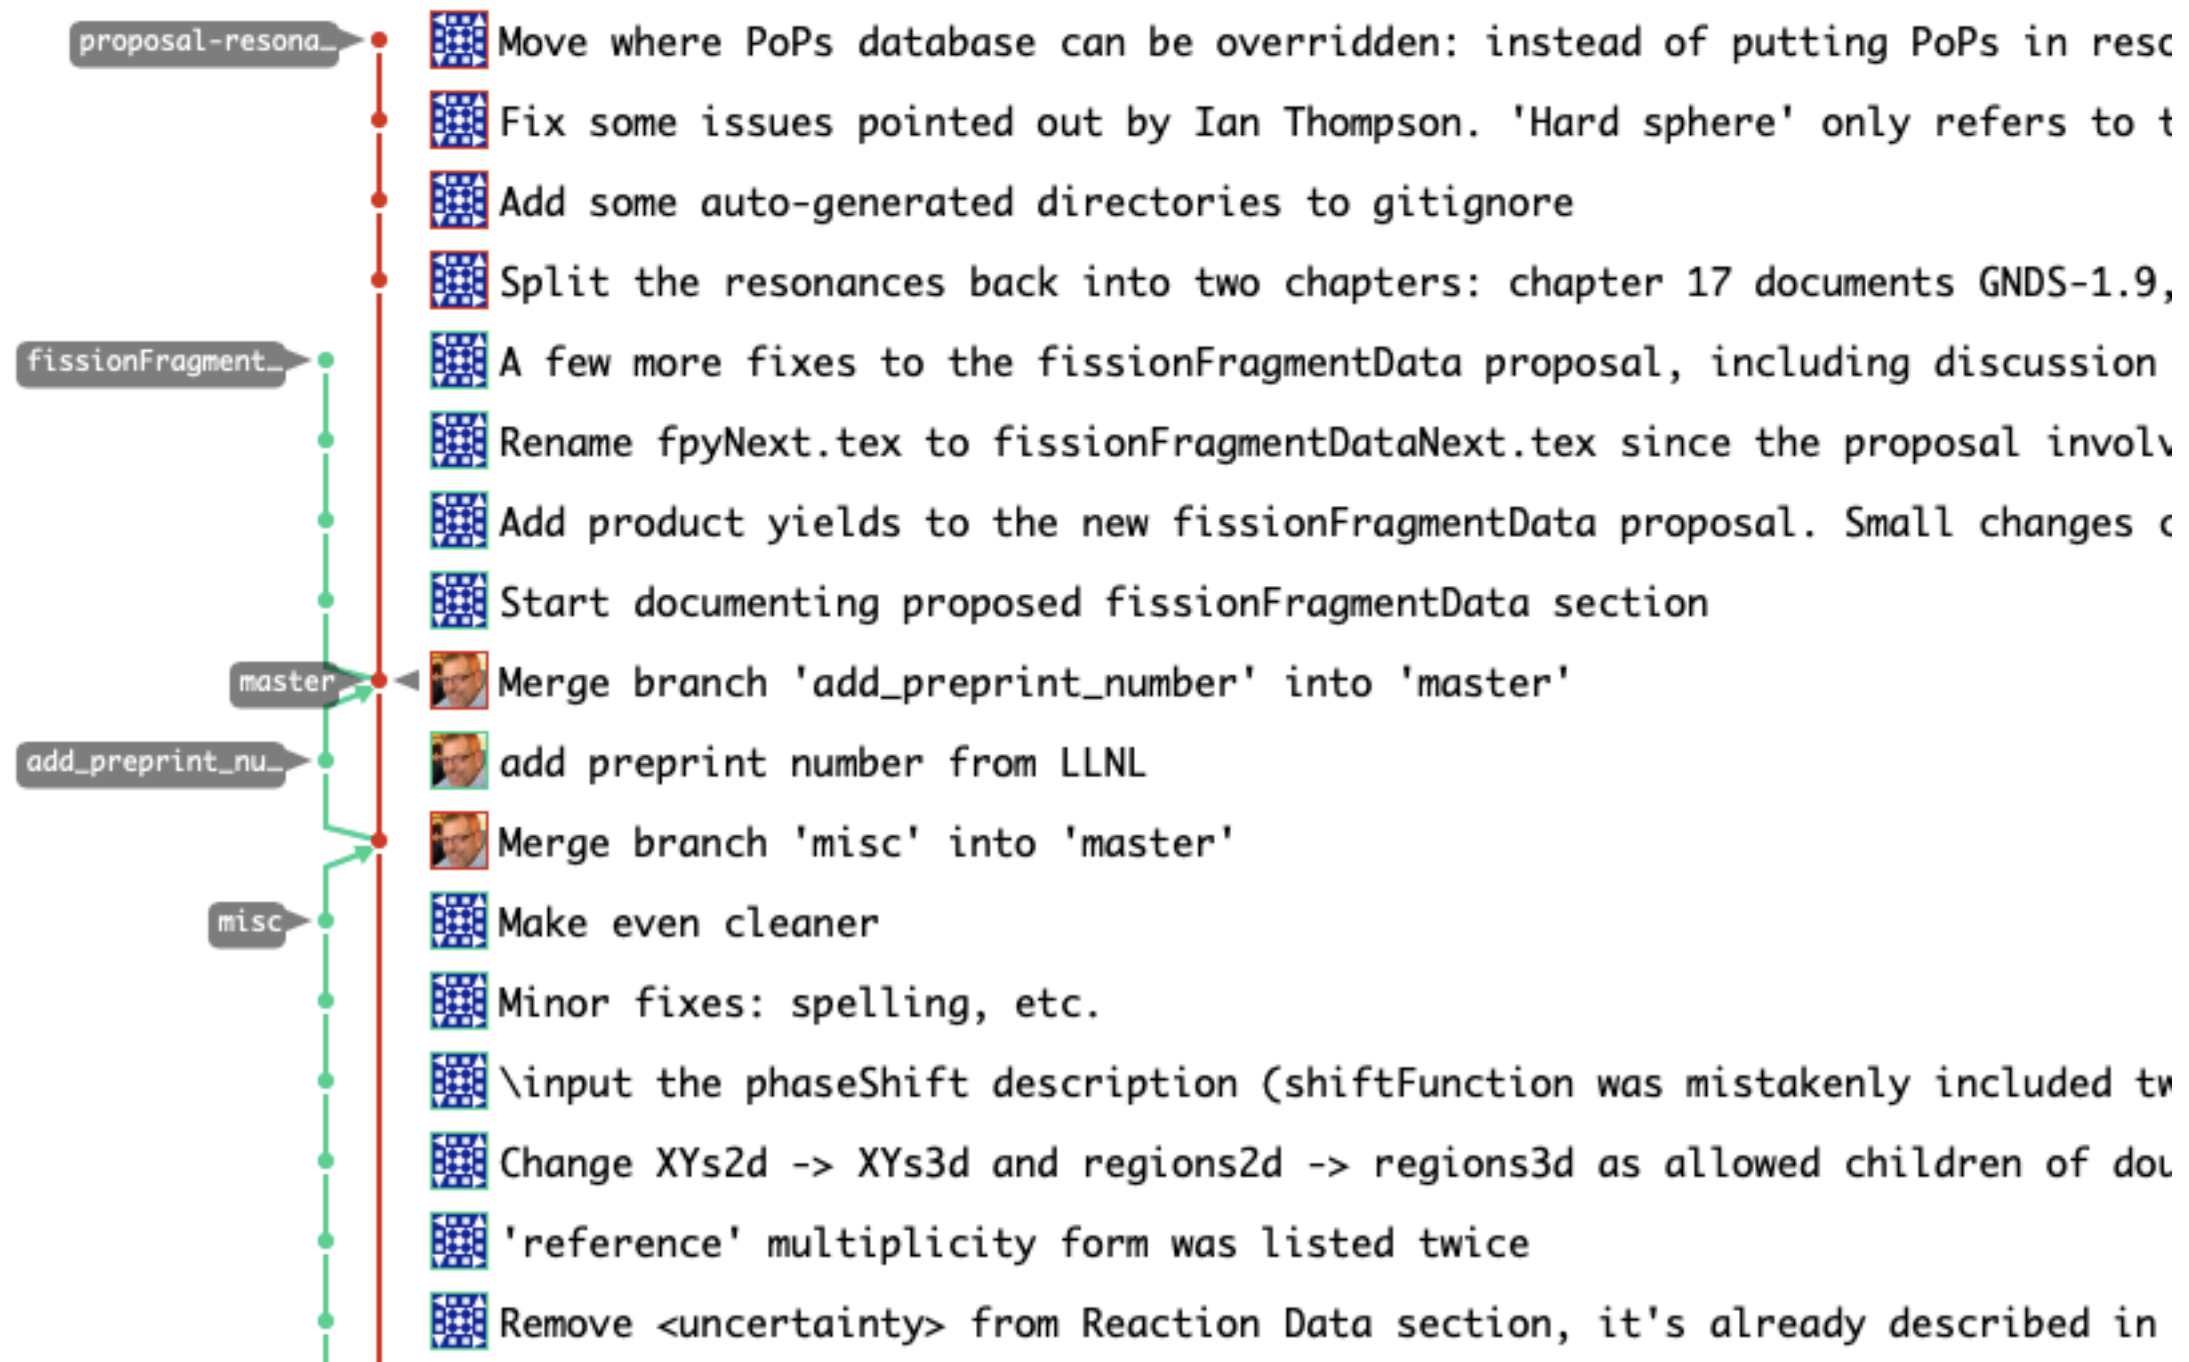 proposal-resona… Move where PoPs database can be overridden: instead of putting PoPs in reso
Fix some issues pointed out by Ian Thompson. 'Hard sphere' only refers to t
Add some auto-generated directories to gitignore
Split the resonances back into two chapters: chapter 17 documents GNDS-1.9,
fissionFragment… A few more fixes to the fissionFragmentData proposal, including discussion
Rename fpyNext.tex to fissionFragmentDataNext.tex since the proposal involv
Add product yields to the new fissionFragmentData proposal. Small changes
Start documenting proposed fissionFragmentData section
master Merge branch 'add_preprint_number' into 'master'
add_preprint_nu… add preprint number from LLNL
Merge branch 'misc' into 'master'
misc Make even cleaner
Minor fixes: spelling, etc.
\input the phaseShift description (shiftFunction was mistakenly included tw
Change XYs2d -> XYs3d and regions2d -> regions3d as allowed children of dou
'reference' multiplicity form was listed twice
Remove <uncertainty> from Reaction Data section, it's already described in